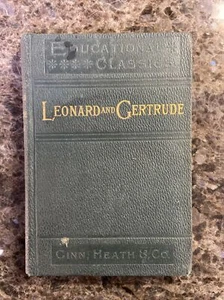 EDUCATIONAL
**** CLASSICS
LEONARD AND GERTRUDE
GINN, HEATH & CO.